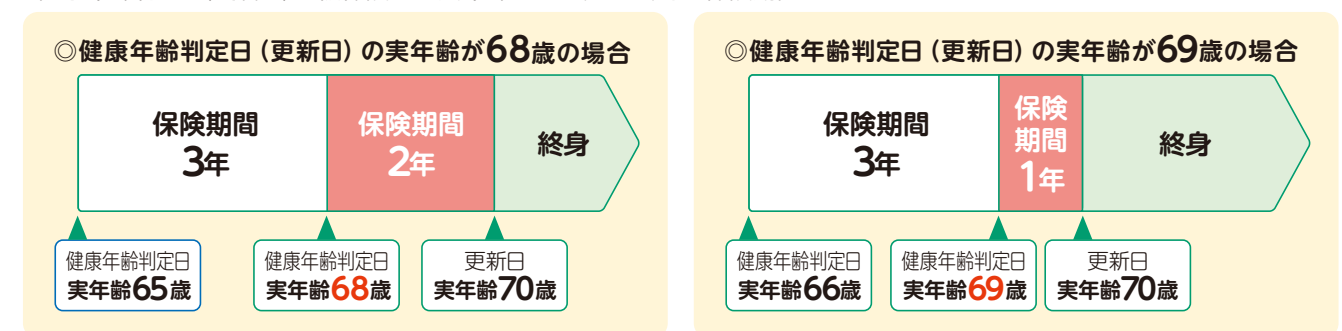 ◎健康年齢判定日（更新日）の実年齢が68歳の場合
保険期間
3年
保険期間
2年
終身
健康年齢判定日
実年齢65歳
健康年齢判定日
実年齢68歳
更新日
実年齢70歳
◎健康年齢判定日（更新日）の実年齢が69歳の場合
保険期間
3年
保険
期間
1年
終身
健康年齢判定日
実年齢66歳
健康年齢判定日
実年齢69歳
更新日
実年齢70歳